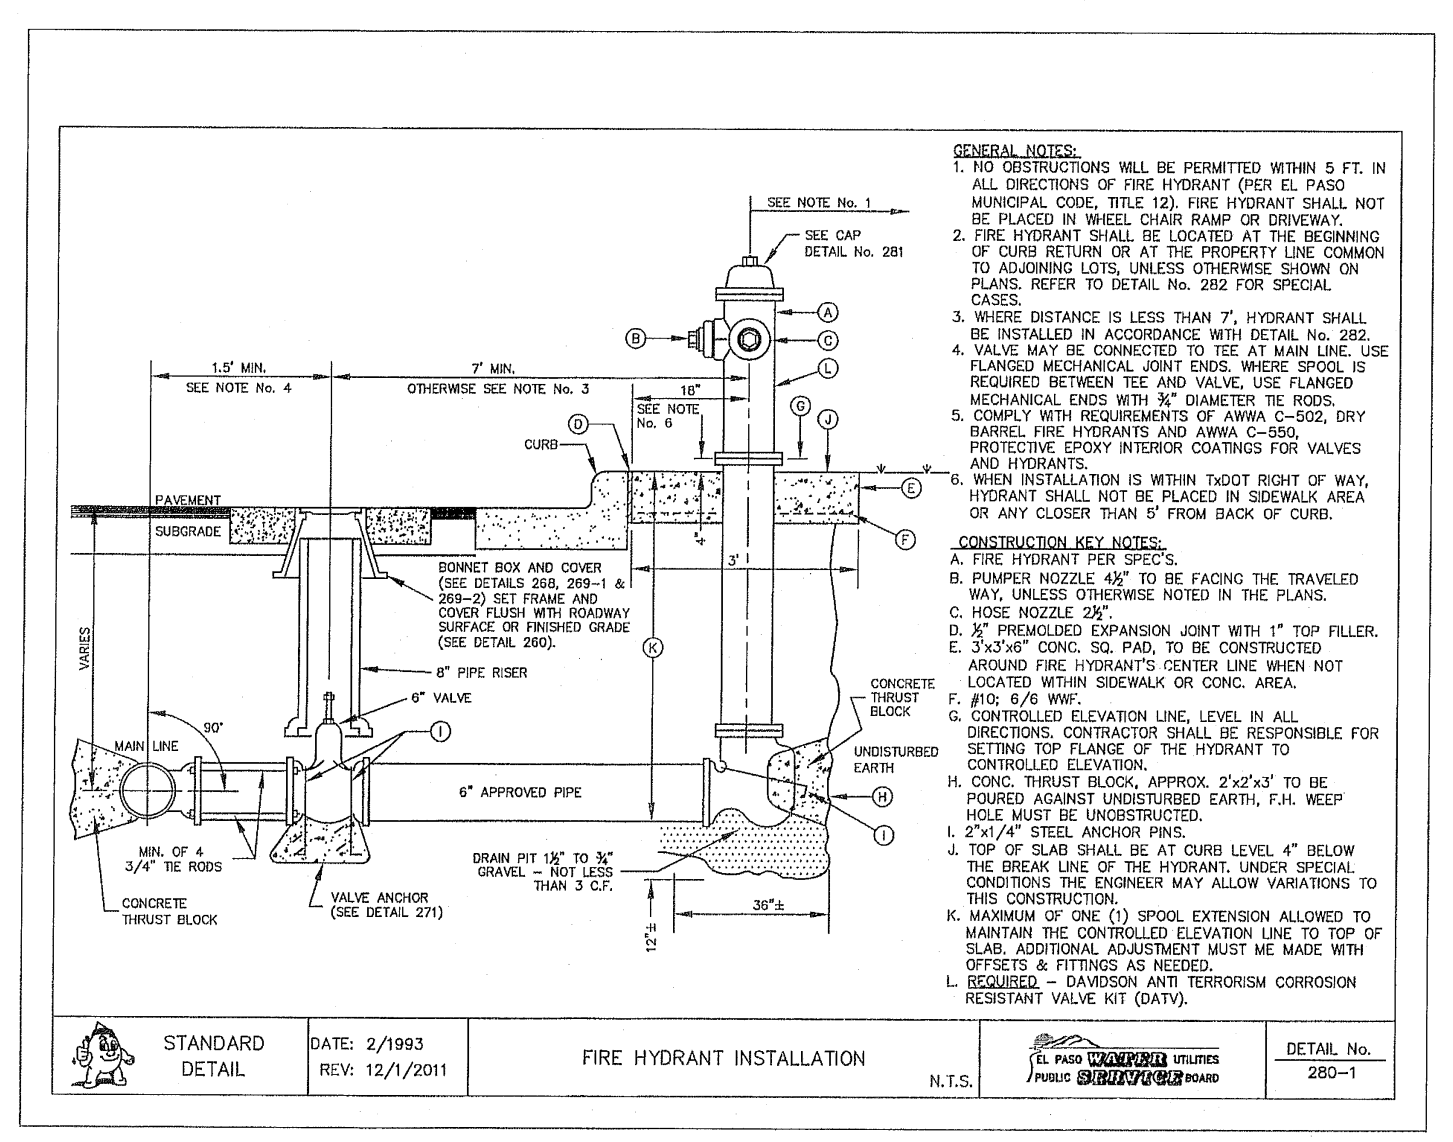 GENERAL NOTES:
1. NO OBSTRUCTIONS WILL BE PERMITTED WITHIN 5 FT. IN
ALL DIRECTIONS OF FIRE HYDRANT (PER EL PASO
MUNICIPAL CODE, TITLE 12). FIRE HYDRANT SHALL NOT
BE PLACED IN WHEEL CHAIR RAMP OR DRIVEWAY.
2. FIRE HYDRANT SHALL BE LOCATED AT THE BEGINNING
OF CURB RETURN OR AT THE PROPERTY LINE COMMON
TO ADJOINING LOTS, UNLESS OTHERWISE SHOWN ON
PLANS. REFER TO DETAIL No. 282 FOR SPECIAL
CASES.
3. WHERE DISTANCE IS LESS THAN 7', HYDRANT SHALL
BE INSTALLED IN ACCORDANCE WITH DETAIL No. 282.
4. VALVE MAY BE CONNECTED TO TEE AT MAIN LINE. USE
FLANGED MECHANICAL JOINT ENDS. WHERE SPOOL IS
REQUIRED BETWEEN TEE AND VALVE, USE FLANGED
MECHANICAL ENDS WITH ¾" DIAMETER TIE RODS.
5. COMPLY WITH REQUIREMENTS OF AWWA C-502, DRY
BARREL FIRE HYDRANTS AND AWWA C-550,
PROTECTIVE EPOXY INTERIOR COATINGS FOR VALVES
AND HYDRANTS.
6. WHEN INSTALLATION IS WITHIN TxDOT RIGHT OF WAY,
HYDRANT SHALL NOT BE PLACED IN SIDEWALK AREA
OR ANY CLOSER THAN 5' FROM BACK OF CURB.
CONSTRUCTION KEY NOTES:
A. FIRE HYDRANT PER SPEC'S.
B. PUMPER NOZZLE 4½" TO BE FACING THE TRAVELED
WAY, UNLESS OTHERWISE NOTED IN THE PLANS.
C. HOSE NOZZLE 2½".
D. ½" PREMOLDED EXPANSION JOINT WITH 1" TOP FILLER.
E. 3'x3'x6" CONC. SQ. PAD, TO BE CONSTRUCTED
AROUND FIRE HYDRANT'S CENTER LINE WHEN NOT
LOCATED WITHIN SIDEWALK OR CONC. AREA.
F. #10; 6/6 WWF.
G. CONTROLLED ELEVATION LINE, LEVEL IN ALL
DIRECTIONS. CONTRACTOR SHALL BE RESPONSIBLE FOR
SETTING TOP FLANGE OF THE HYDRANT TO
CONTROLLED ELEVATION.
H. CONC. THRUST BLOCK, APPROX. 2'x2'x3' TO BE
POURED AGAINST UNDISTURBED EARTH, F.H. WEEP
HOLE MUST BE UNOBSTRUCTED.
I. 2"x1/4" STEEL ANCHOR PINS.
J. TOP OF SLAB SHALL BE AT CURB LEVEL 4" BELOW
THE BREAK LINE OF THE HYDRANT. UNDER SPECIAL
CONDITIONS THE ENGINEER MAY ALLOW VARIATIONS TO
THIS CONSTRUCTION.
K. MAXIMUM OF ONE (1) SPOOL EXTENSION ALLOWED TO
MAINTAIN THE CONTROLLED ELEVATION LINE TO TOP OF
SLAB. ADDITIONAL ADJUSTMENT MUST ME MADE WITH
OFFSETS & FITTINGS AS NEEDED.
L. REQUIRED - DAVIDSON ANTI TERRORISM CORROSION
RESISTANT VALVE KIT (DATV).
SEE NOTE No. 1
SEE CAP
DETAIL No. 281
A
B
C
L
1.5' MIN.
SEE NOTE No. 4
7' MIN.
OTHERWISE SEE NOTE No. 3
18"
SEE NOTE
No. 6
G
J
D
CURB
E
F
PAVEMENT
SUBGRADE
4"
3'
BONNET BOX AND COVER
(SEE DETAILS 268, 269-1 &
269-2) SET FRAME AND
COVER FLUSH WITH ROADWAY
SURFACE OR FINISHED GRADE
(SEE DETAIL 260).
VARIES
K
8" PIPE RISER
6" VALVE
CONCRETE
THRUST
BLOCK
90°
I
MAIN LINE
UNDISTURBED
EARTH
6" APPROVED PIPE
H
I
MIN. OF 4
3/4" TIE RODS
DRAIN PIT 1½" TO ¾"
GRAVEL - NOT LESS
THAN 3 C.F.
CONCRETE
THRUST BLOCK
VALVE ANCHOR
(SEE DETAIL 271)
36"±
12"±
STANDARD
DETAIL
DATE: 2/1993
REV: 12/1/2011
FIRE HYDRANT INSTALLATION
N.T.S.
EL PASO WATER UTILITIES
PUBLIC SERVICE BOARD
DETAIL No.
280-1